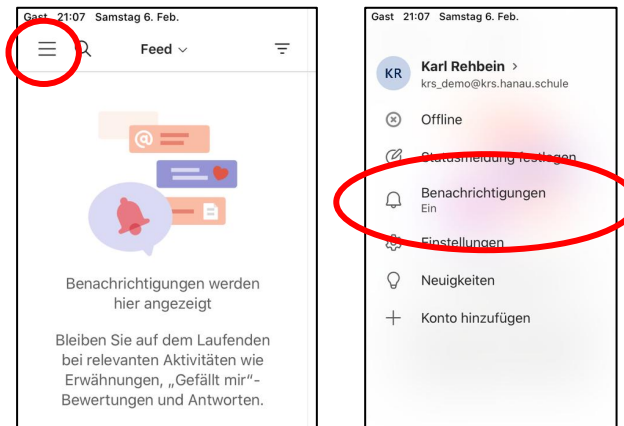 Gast 21:07 Samstag 6. Feb.
Feed
Benachrichtigungen werden
hier angezeigt
Bleiben Sie auf dem Laufenden
bei relevanten Aktivitäten wie
Erwähnungen, „Gefällt mir"-
Bewertungen und Antworten.
Gast 21:07 Samstag 6. Feb.
KR
Karl Rehbein >
krs_demo@krs.hanau.schule
Offline
Statusmeldung festlegen
Benachrichtigungen
Ein
Einstellungen
Neuigkeiten
Konto hinzufügen